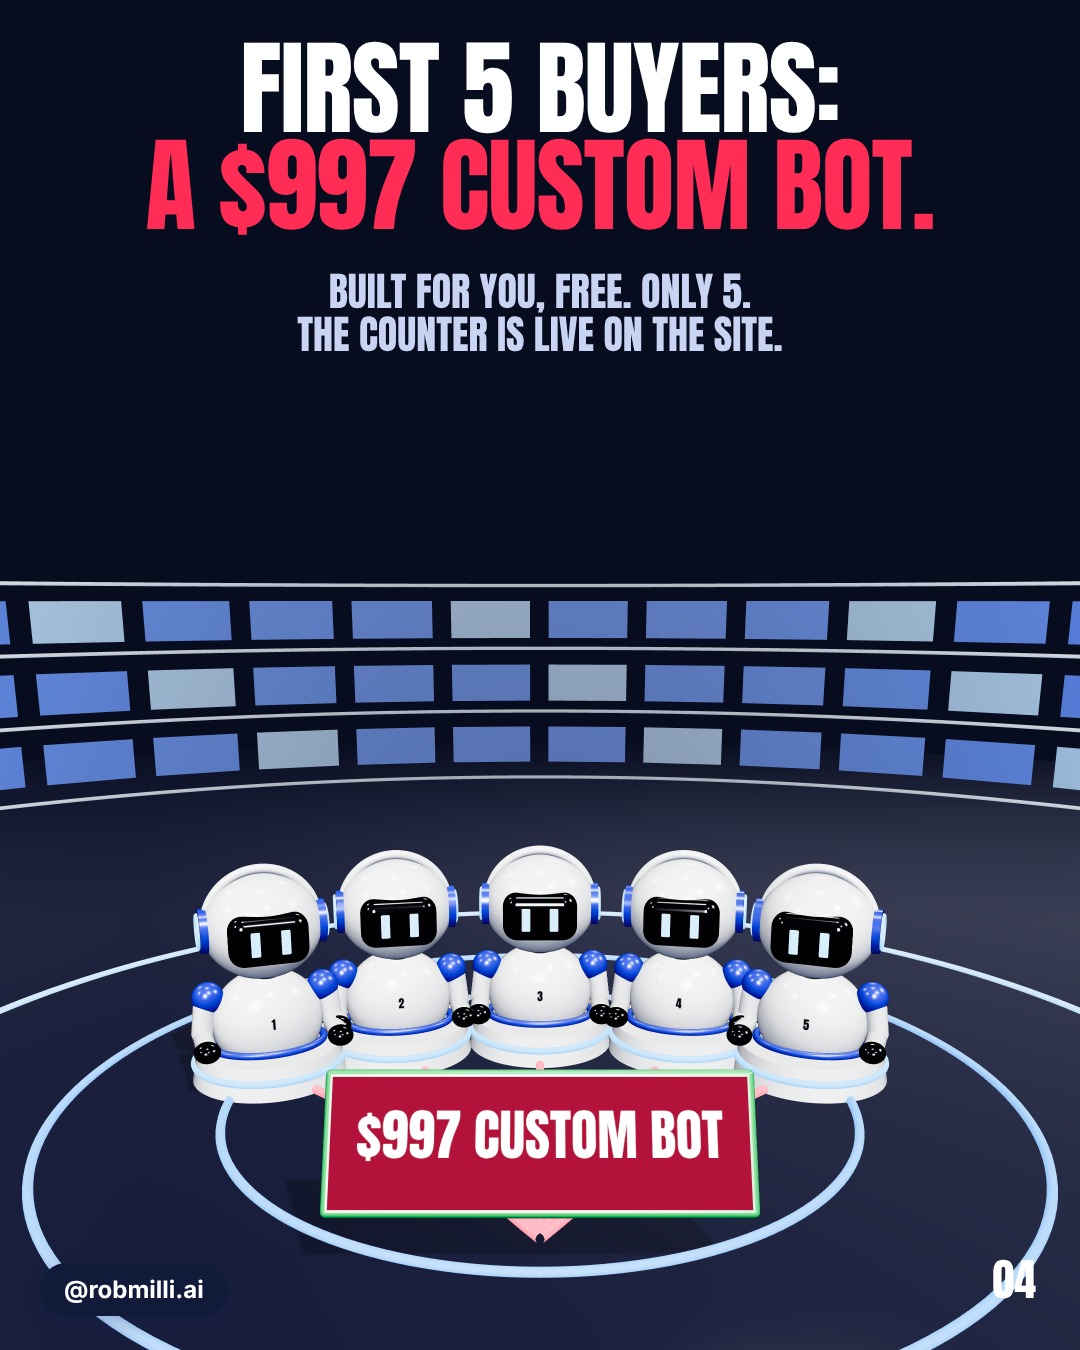 FIRST 5 BUYERS:
A $997 CUSTOM BOT.
BUILT FOR YOU, FREE. ONLY 5.
THE COUNTER IS LIVE ON THE SITE.
1
2
3
4
5
$997 CUSTOM BOT
@robmilli.ai
04